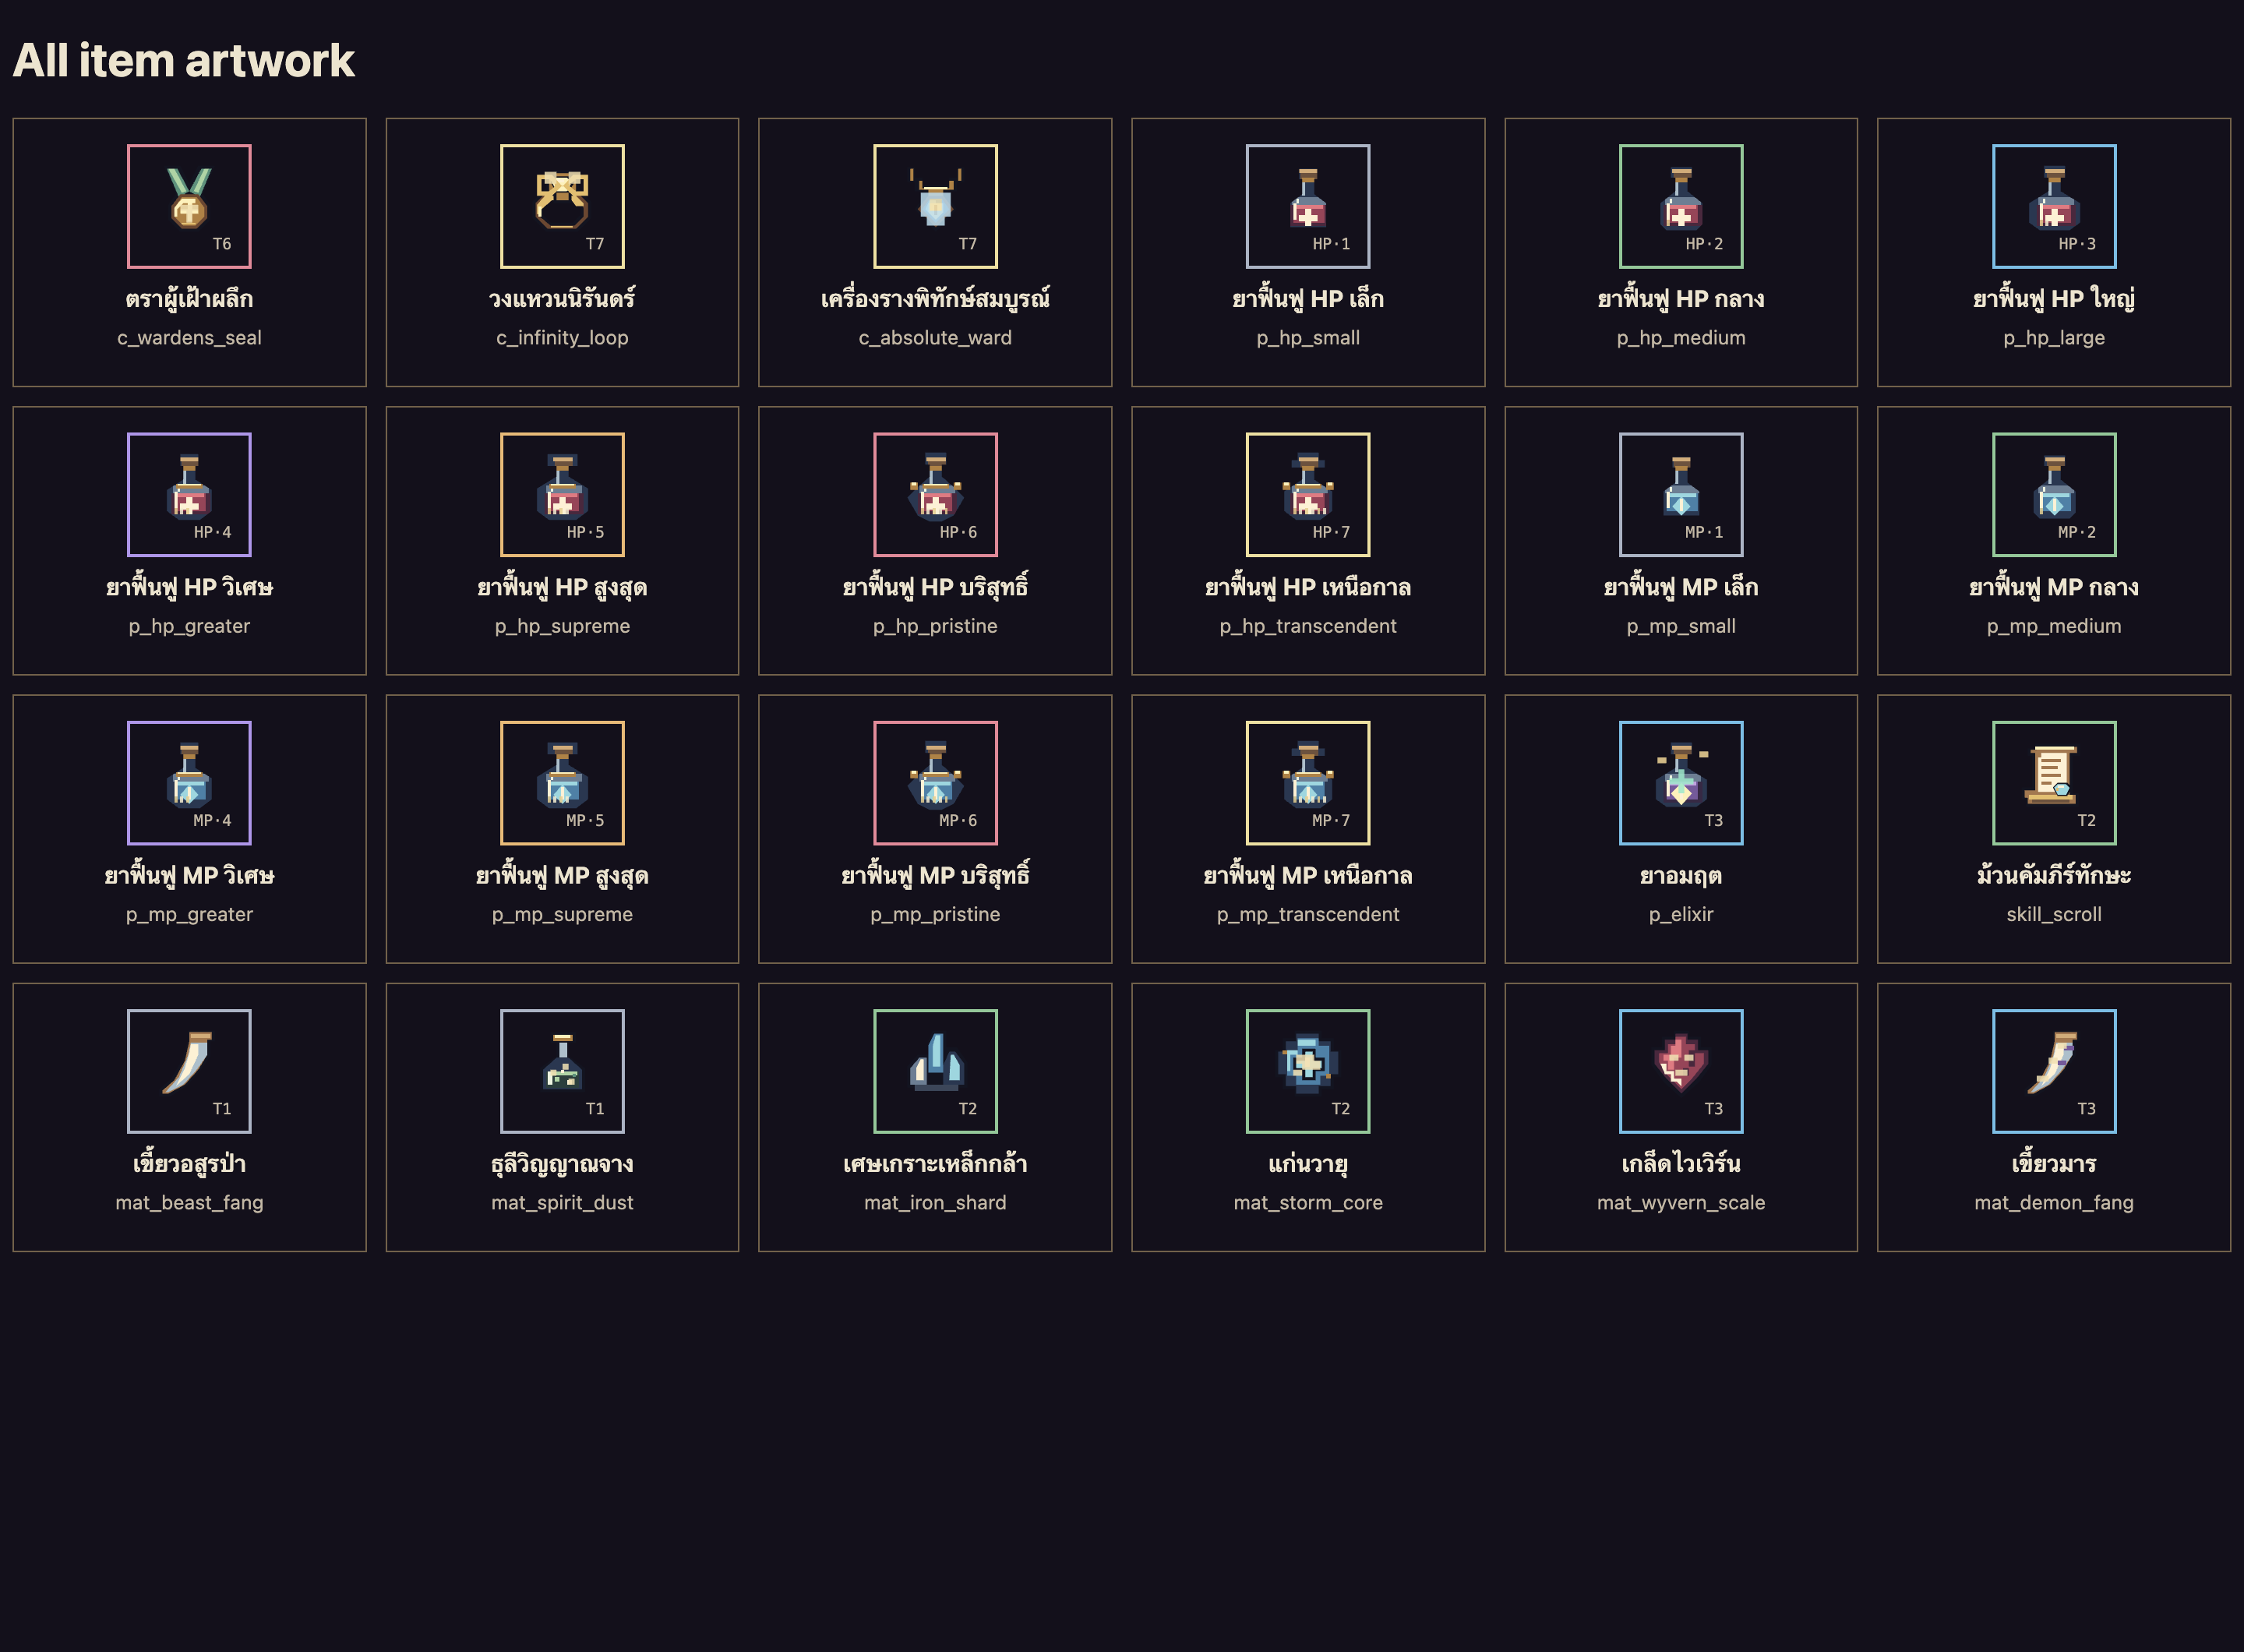 All item artwork
T6
ตราผู้เฝ้าผลึก
c_wardens_seal
T7
วงแหวนนิรันดร์
c_infinity_loop
T7
เครื่องรางพิทักษ์สมบูรณ์
c_absolute_ward
HP·1
ยาฟื้นฟู HP เล็ก
p_hp_small
HP·2
ยาฟื้นฟู HP กลาง
p_hp_medium
HP·3
ยาฟื้นฟู HP ใหญ่
p_hp_large
HP·4
ยาฟื้นฟู HP วิเศษ
p_hp_greater
HP·5
ยาฟื้นฟู HP สูงสุด
p_hp_supreme
HP·6
ยาฟื้นฟู HP บริสุทธิ์
p_hp_pristine
HP·7
ยาฟื้นฟู HP เหนือกาล
p_hp_transcendent
MP·1
ยาฟื้นฟู MP เล็ก
p_mp_small
MP·2
ยาฟื้นฟู MP กลาง
p_mp_medium
MP·4
ยาฟื้นฟู MP วิเศษ
p_mp_greater
MP·5
ยาฟื้นฟู MP สูงสุด
p_mp_supreme
MP·6
ยาฟื้นฟู MP บริสุทธิ์
p_mp_pristine
MP·7
ยาฟื้นฟู MP เหนือกาล
p_mp_transcendent
T3
ยาอมฤต
p_elixir
T2
ม้วนคัมภีร์ทักษะ
skill_scroll
T1
เขี้ยวอสูรป่า
mat_beast_fang
T1
ธุลีวิญญาณจาง
mat_spirit_dust
T2
เศษเกราะเหล็กกล้า
mat_iron_shard
T2
แก่นวายุ
mat_storm_core
T3
เกล็ดไวเวิร์น
mat_wyvern_scale
T3
เขี้ยวมาร
mat_demon_fang